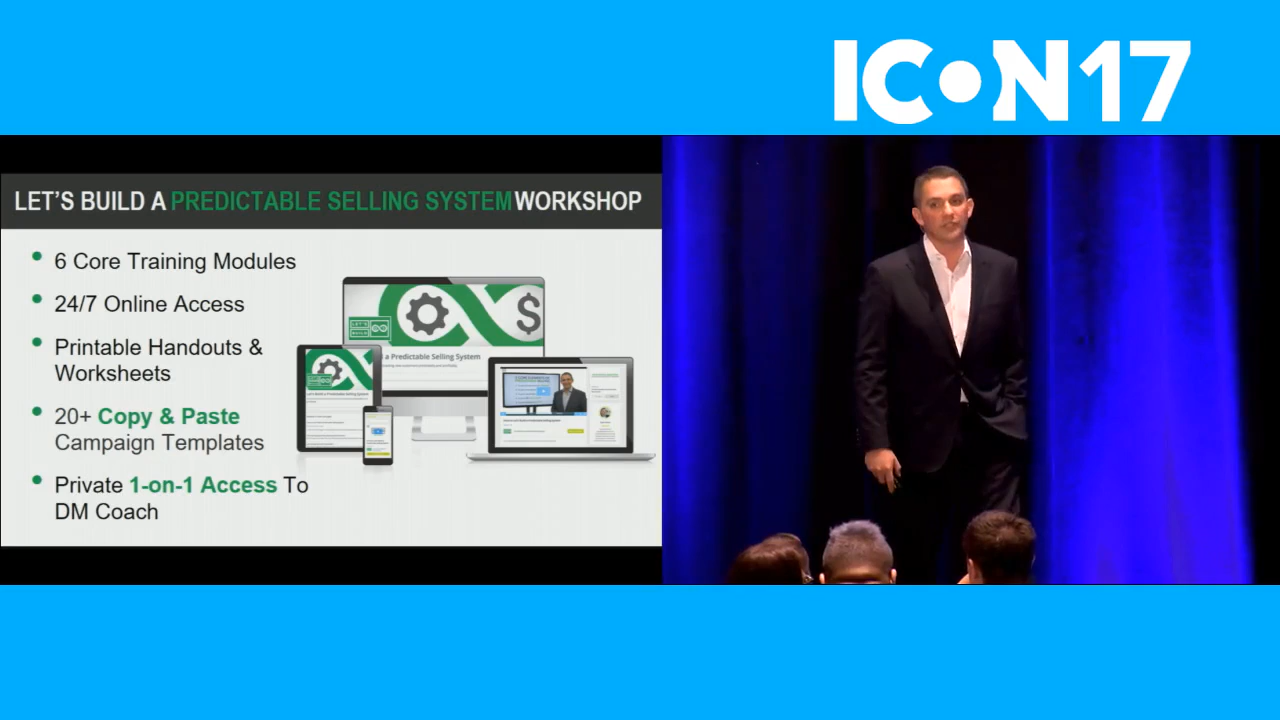 ICON17
LET'S BUILD A PREDICTABLE SELLING SYSTEM WORKSHOP
6 Core Training Modules
24/7 Online Access
Printable Handouts &
Worksheets
20+ Copy & Paste
Campaign Templates
Private 1-on-1 Access To
DM Coach
$
a Predictable Selling System